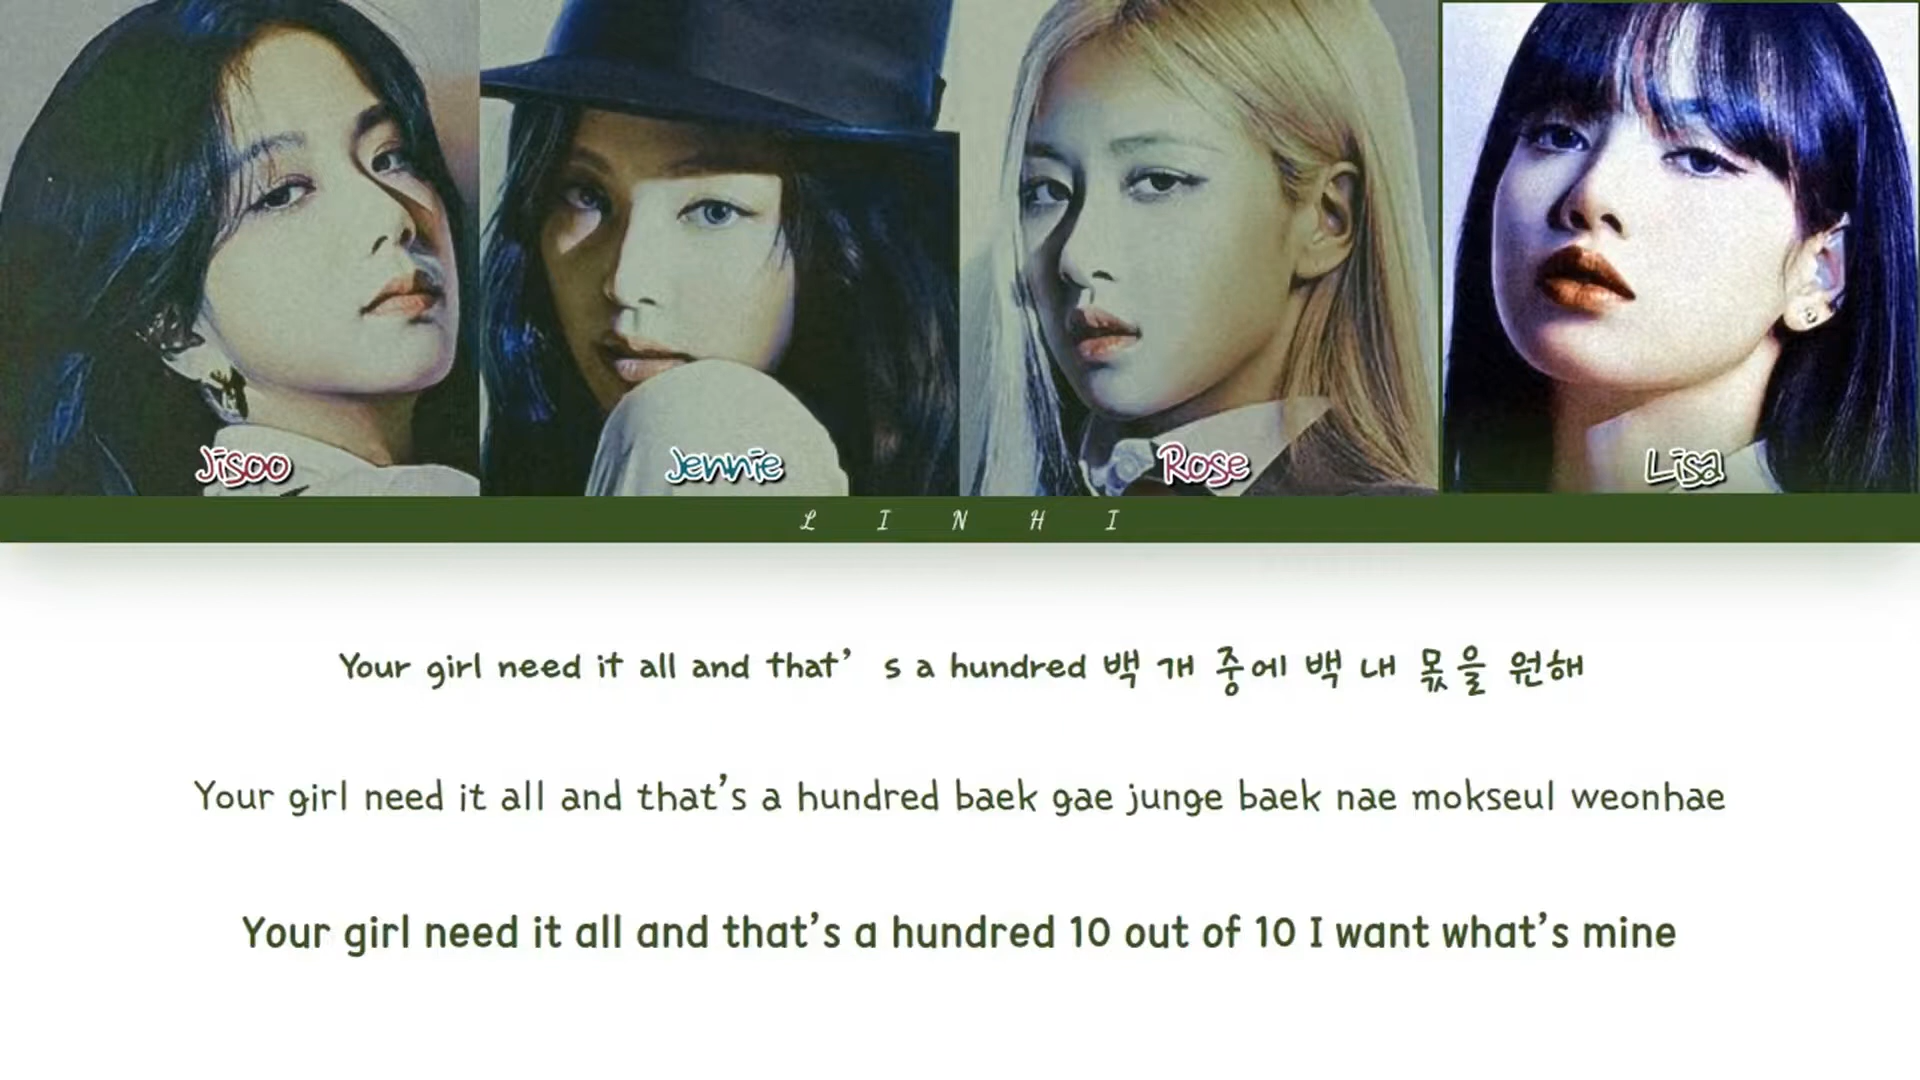 Jisoo
Jennie
Rose
Lisa
L I N H I
Your girl need it all and that’ s a hundred 백 개 중에 백 내 몫을 원해
Your girl need it all and that’s a hundred baek gae junge baek nae mokseul weonhae
Your girl need it all and that’s a hundred 10 out of 10 I want what’s mine